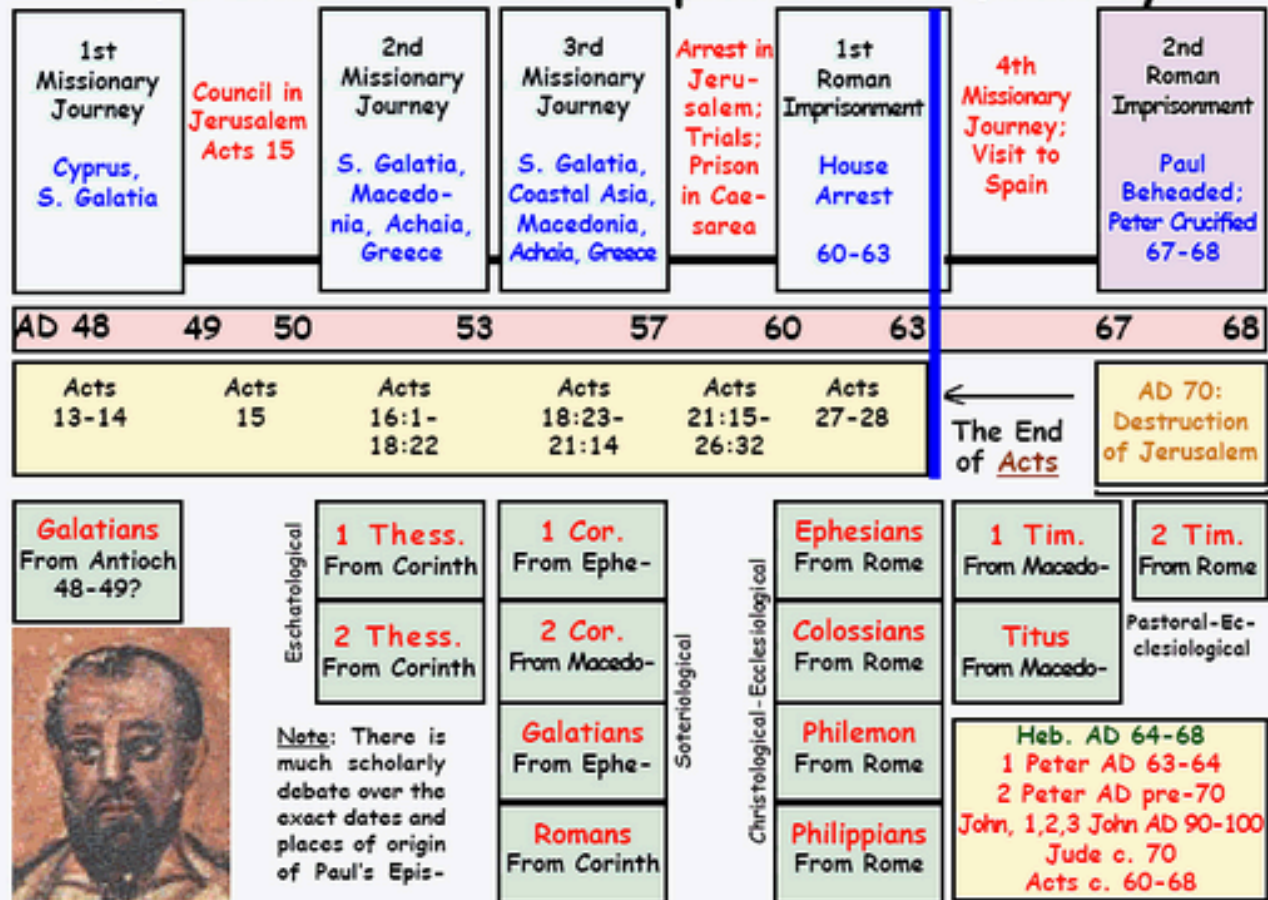 1st
Missionary
Journey
Cyprus,
S. Galatia
Council in
Jerusalem
Acts 15
2nd
Missionary
Journey
S. Galatia,
Macedo-
nia, Achaia,
Greece
3rd
Missionary
Journey
S. Galatia,
Coastal Asia,
Macedonia,
Achaia, Greece
Arrest in
Jeru-
salem;
Trials;
Prison
in Cae-
sarea
1st
Roman
Imprisonment
House
Arrest
60-63
4th
Missionary
Journey;
Visit to
Spain
2nd
Roman
Imprisonment
Paul
Beheaded;
Peter Crucified
67-68
AD 48 49 50 53 57 60 63 67 68
Acts
13-14
Acts
15
Acts
16:1-
18:22
Acts
18:23-
21:14
Acts
21:15-
26:32
Acts
27-28
The End
of Acts
AD 70:
Destruction
of Jerusalem
Galatians
From Antioch
48-49?
Eschatological
1 Thess.
From Corinth
2 Thess.
From Corinth
Note: There is
much scholarly
debate over the
exact dates and
places of origin
of Paul's Epis-
1 Cor.
From Ephe-
2 Cor.
From Macedo-
Galatians
From Ephe-
Romans
From Corinth
Soteriological
Christological-Ecclesiological
Ephesians
From Rome
Colossians
From Rome
Philemon
From Rome
Philippians
From Rome
1 Tim.
From Macedo-
Titus
From Macedo-
2 Tim.
From Rome
Pastoral-Ec-
clesiological
Heb. AD 64-68
1 Peter AD 63-64
2 Peter AD pre-70
John, 1,2,3 John AD 90-100
Jude c. 70
Acts c. 60-68